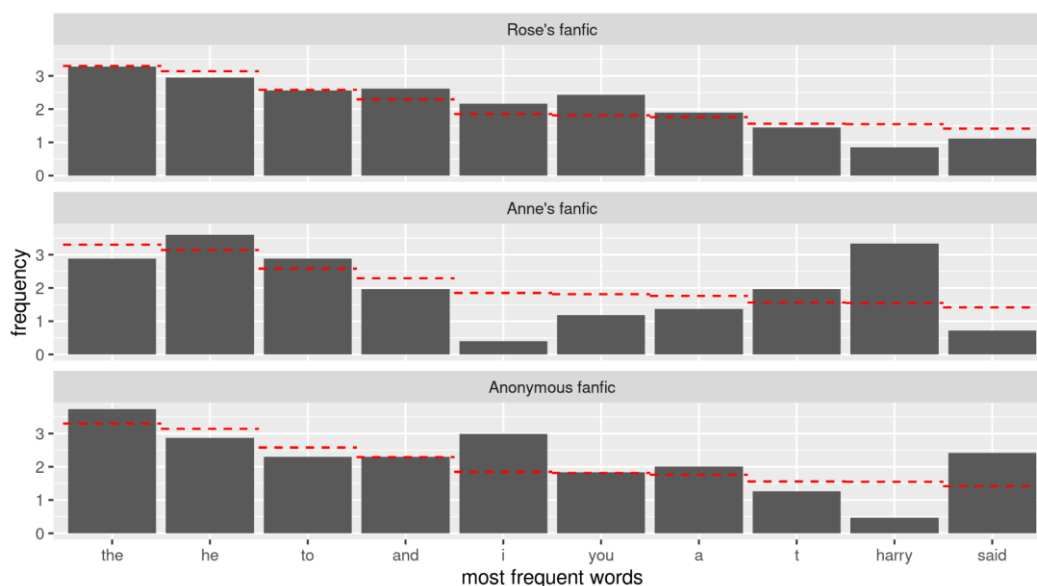 Rose's fanfic
3
2
1
0
Anne's fanfic
3
2
1
0
frequency
Anonymous fanfic
3
2
1
0
the he to and i you a t harry said
most frequent words